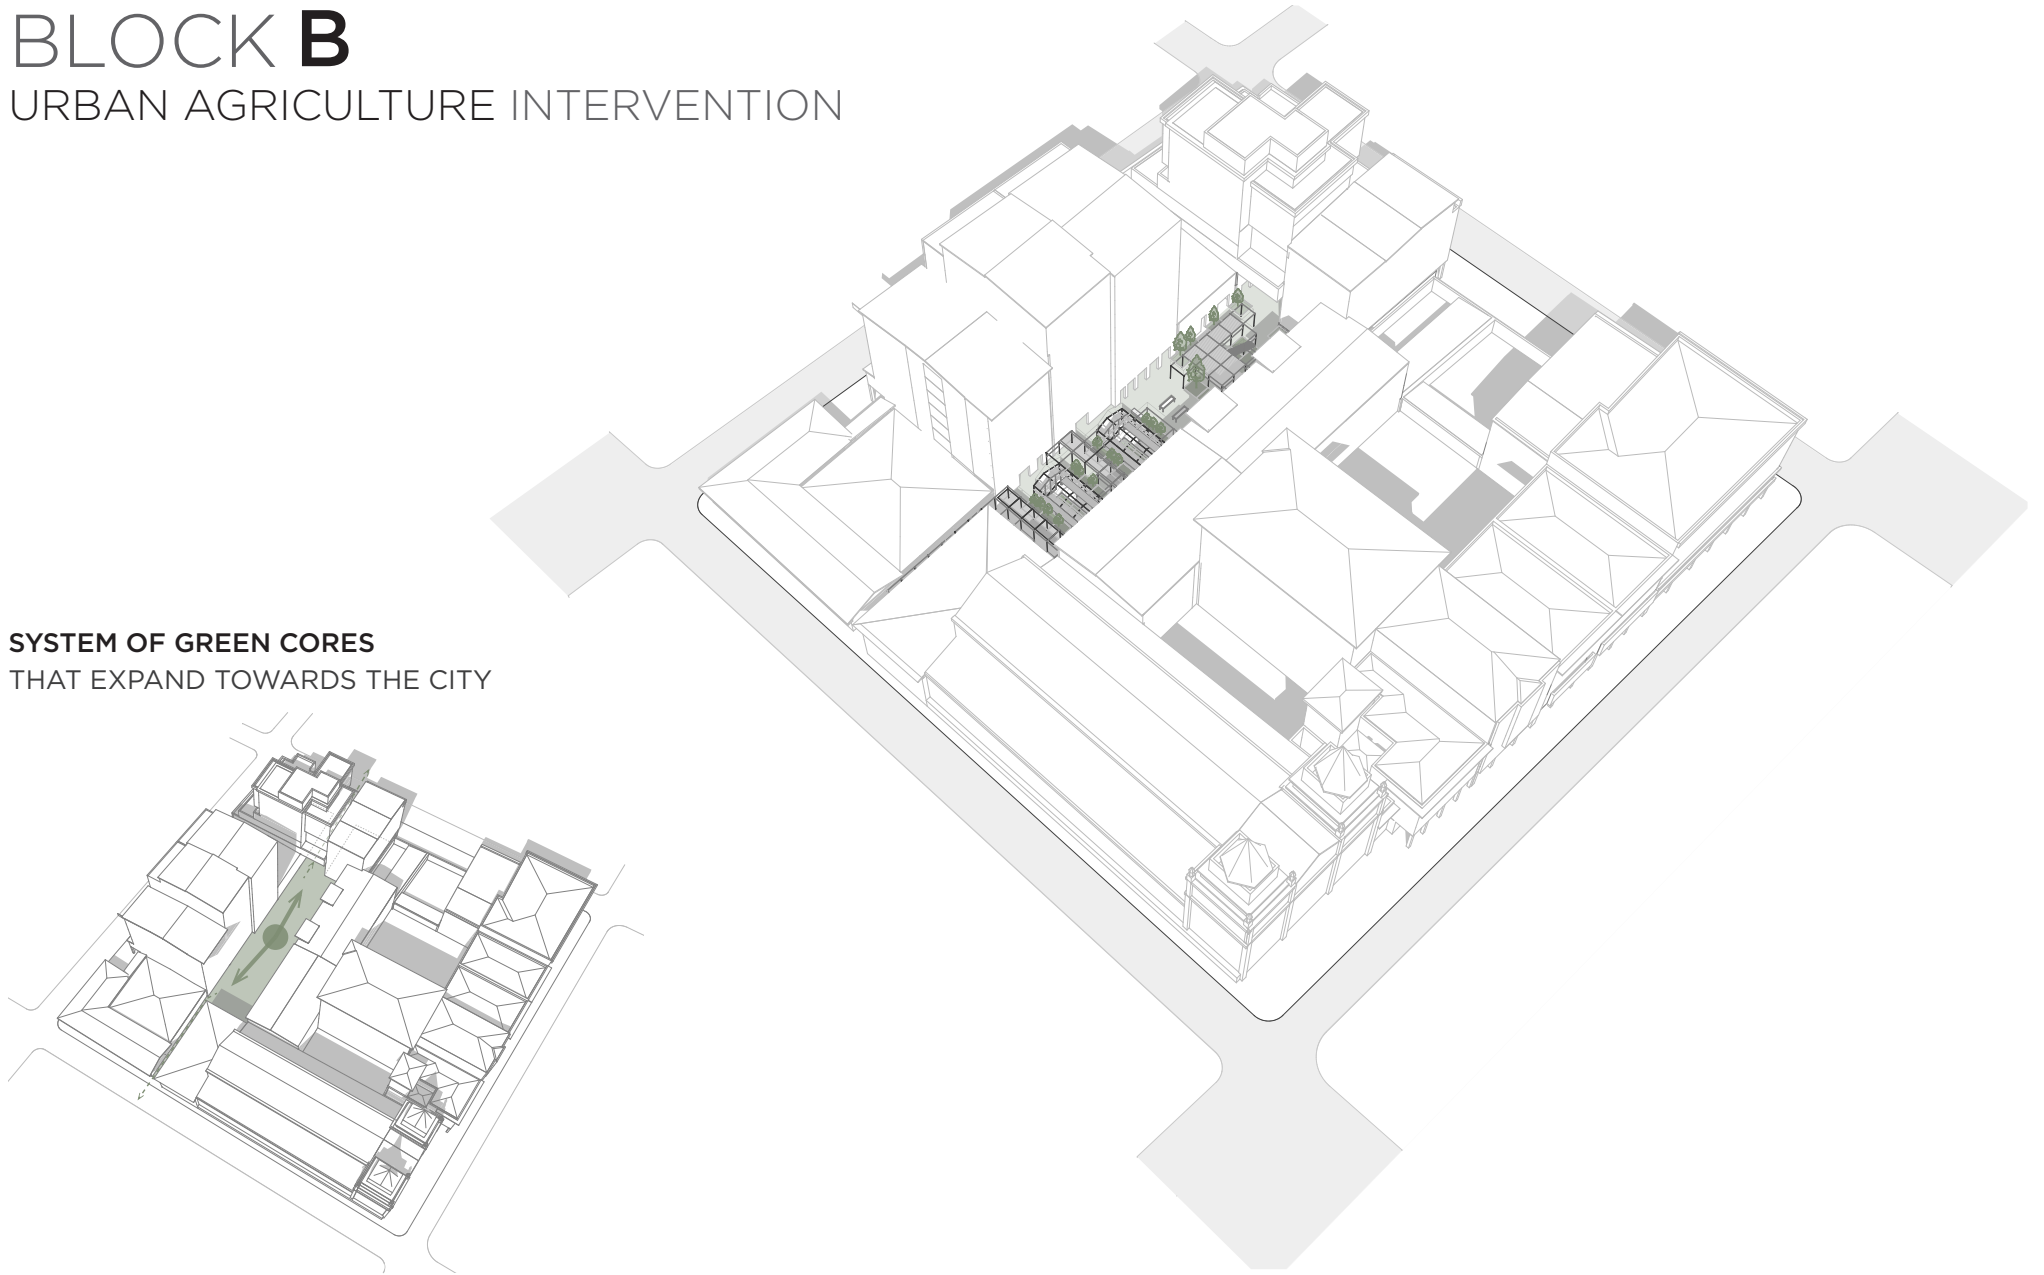 BLOCK B
URBAN AGRICULTURE INTERVENTION
SYSTEM OF GREEN CORES
THAT EXPAND TOWARDS THE CITY